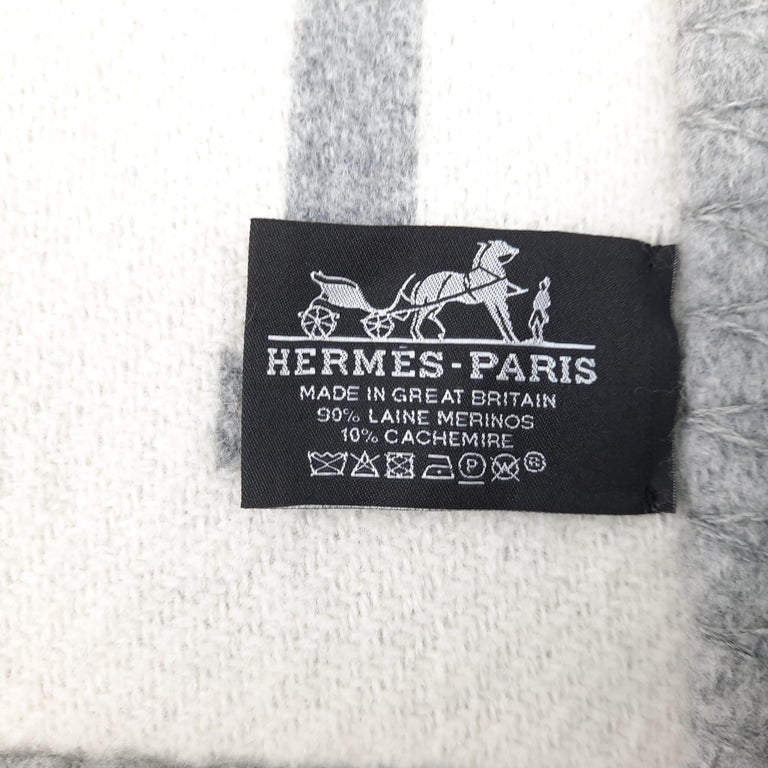 HERMÈS-PARIS
MADE IN GREAT BRITAIN
90% LAINE MERINOS
10% CACHEMIRE
P W